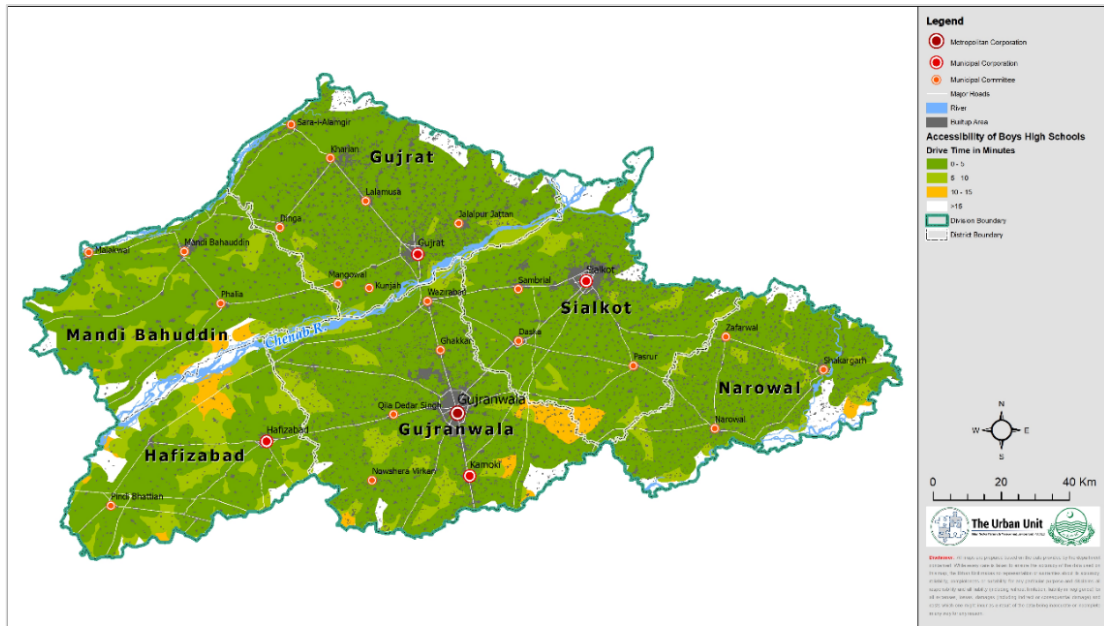 Legend
Metropolitan Corporation
Municipal Corporation
Municipal Committee
Major Roads
River
Builtup Area
Accessibility of Boys High Schools
Drive Time in Minutes
0 - 5
5 - 10
10 - 15
>15
Division Boundary
District Boundary
Sara-i-Alamgir
Kharian
Gujrat
Lalamusa
Dinga
Jalalpur Jattan
Malakwal
Mandi Bahauddin
Gujrat
Mangowal
Kunjah
Sambrial
Sialkot
Phalia
Wazirabad
Sialkot
Mandi Bahuddin
Chenab R.
Ghakkar
Daska
Zafarwal
Pasrur
Shakargarh
Narowal
Qila Dedar Singh
Gujranwala
Gujranwala
Narowal
Hafizabad
Hafizabad
Nowshera Virkan
Kamoki
Pindi Bhattian
N
W E
S
0 20 40 Km
The Urban Unit